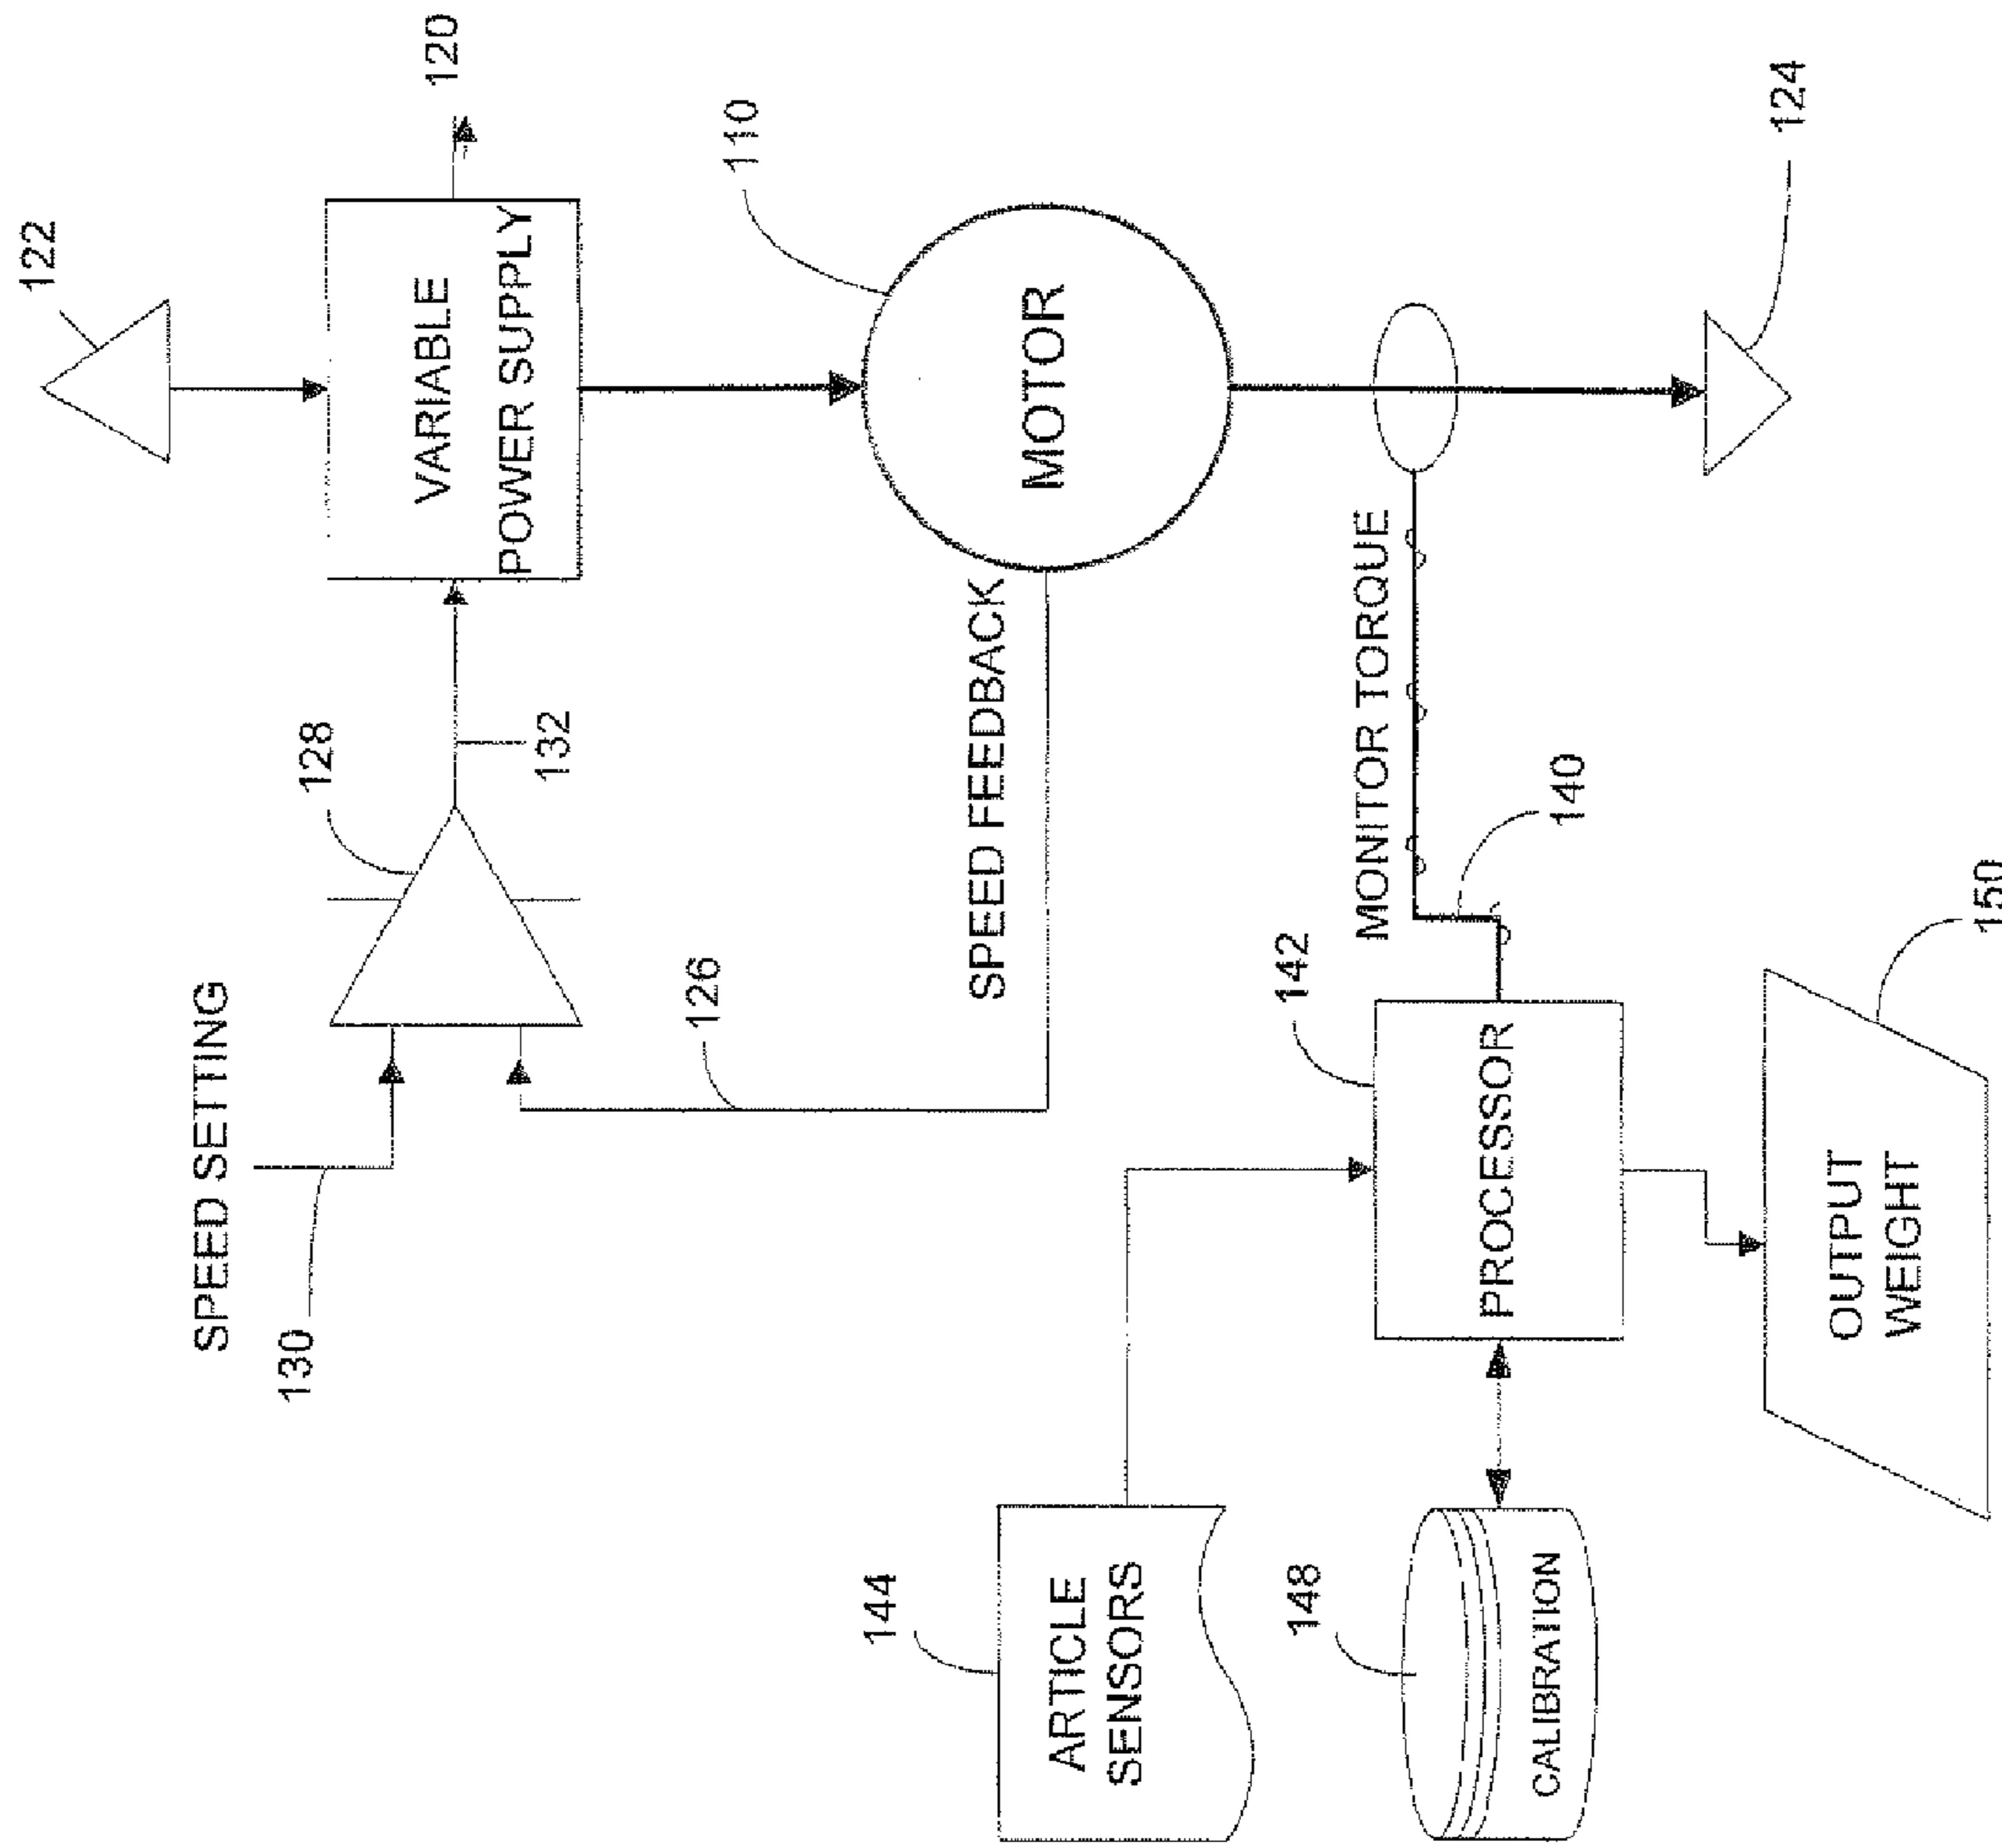 122
120
VARIABLE
POWER SUPPLY
128
132
SPEED SETTING
130
126
SPEED FEEDBACK
110
MOTOR
MONITOR TORQUE
140
124
142
PROCESSOR
144
ARTICLE
SENSORS
148
CALIBRATION
OUTPUT
WEIGHT
150